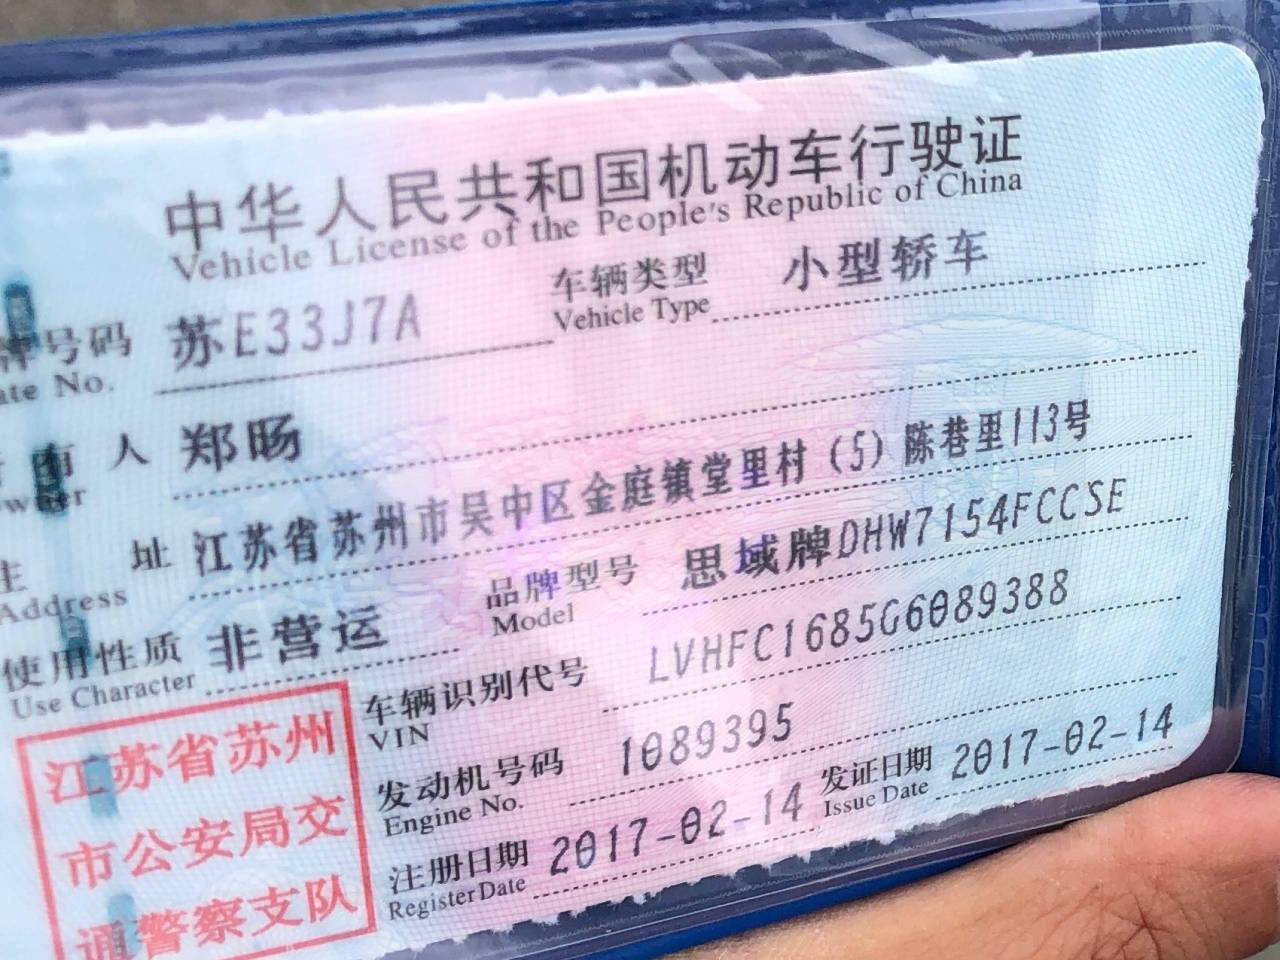 中华人民共和国机动车行驶证
Vehicle License of the People's Republic of China
牌号码 苏E33J7A 车辆类型 小型轿车
ate No. Vehicle Type
有人 郑旸
wner
主 址 江苏省苏州市吴中区金庭镇堂里村(5)陈巷里113号
Address
使用性质 非营运 品牌型号 思域牌DHW7154FCCSE
Use Character Model
车辆识别代号 LVHFC1685G6089388
VIN
发动机号码 1089395 发证日期 2017-02-14
Engine No. Issue Date
注册日期 2017-02-14
Register Date
江苏省苏州
市公安局交
通警察支队